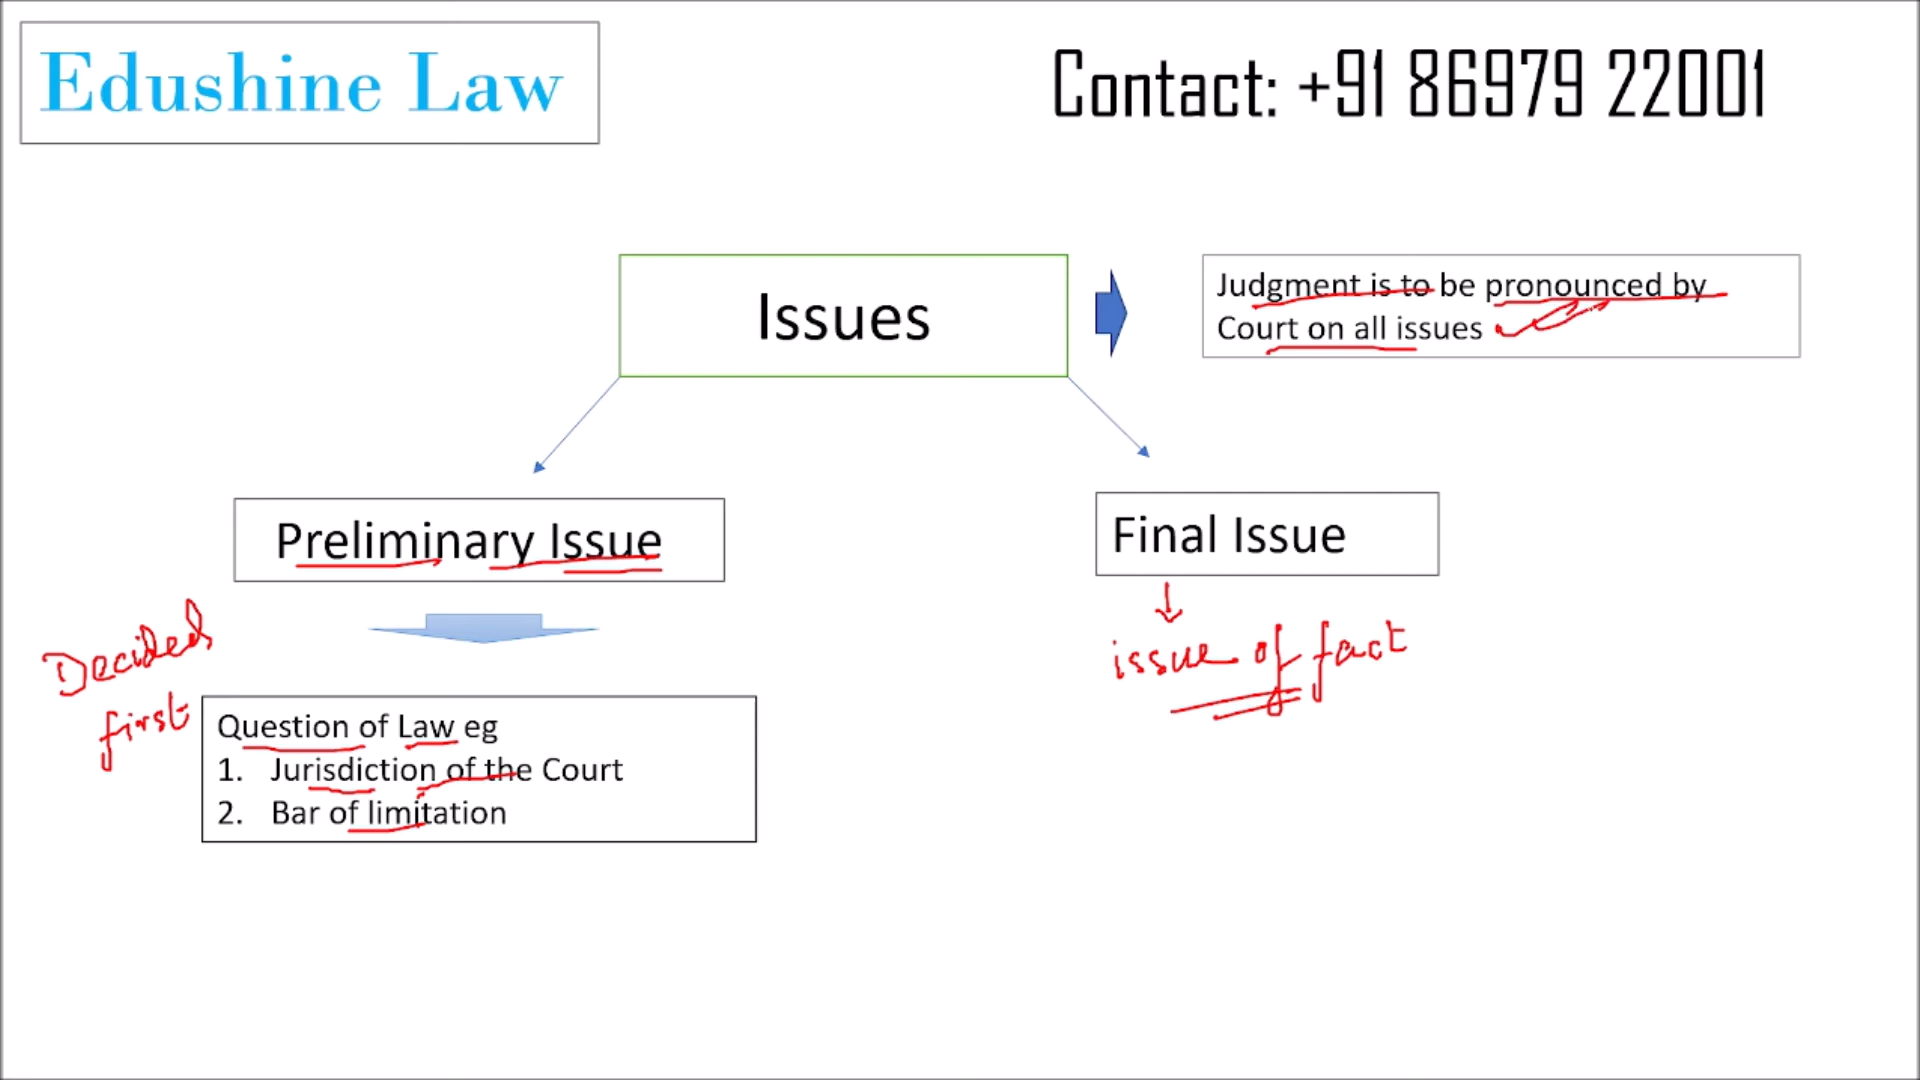 Edushine Law
Contact: +91 86979 22001
Issues
Judgment is to be pronounced by
Court on all issues
Preliminary Issue
Final Issue
Decided
first
issue of fact
Question of Law eg
1. Jurisdiction of the Court
2. Bar of limitation